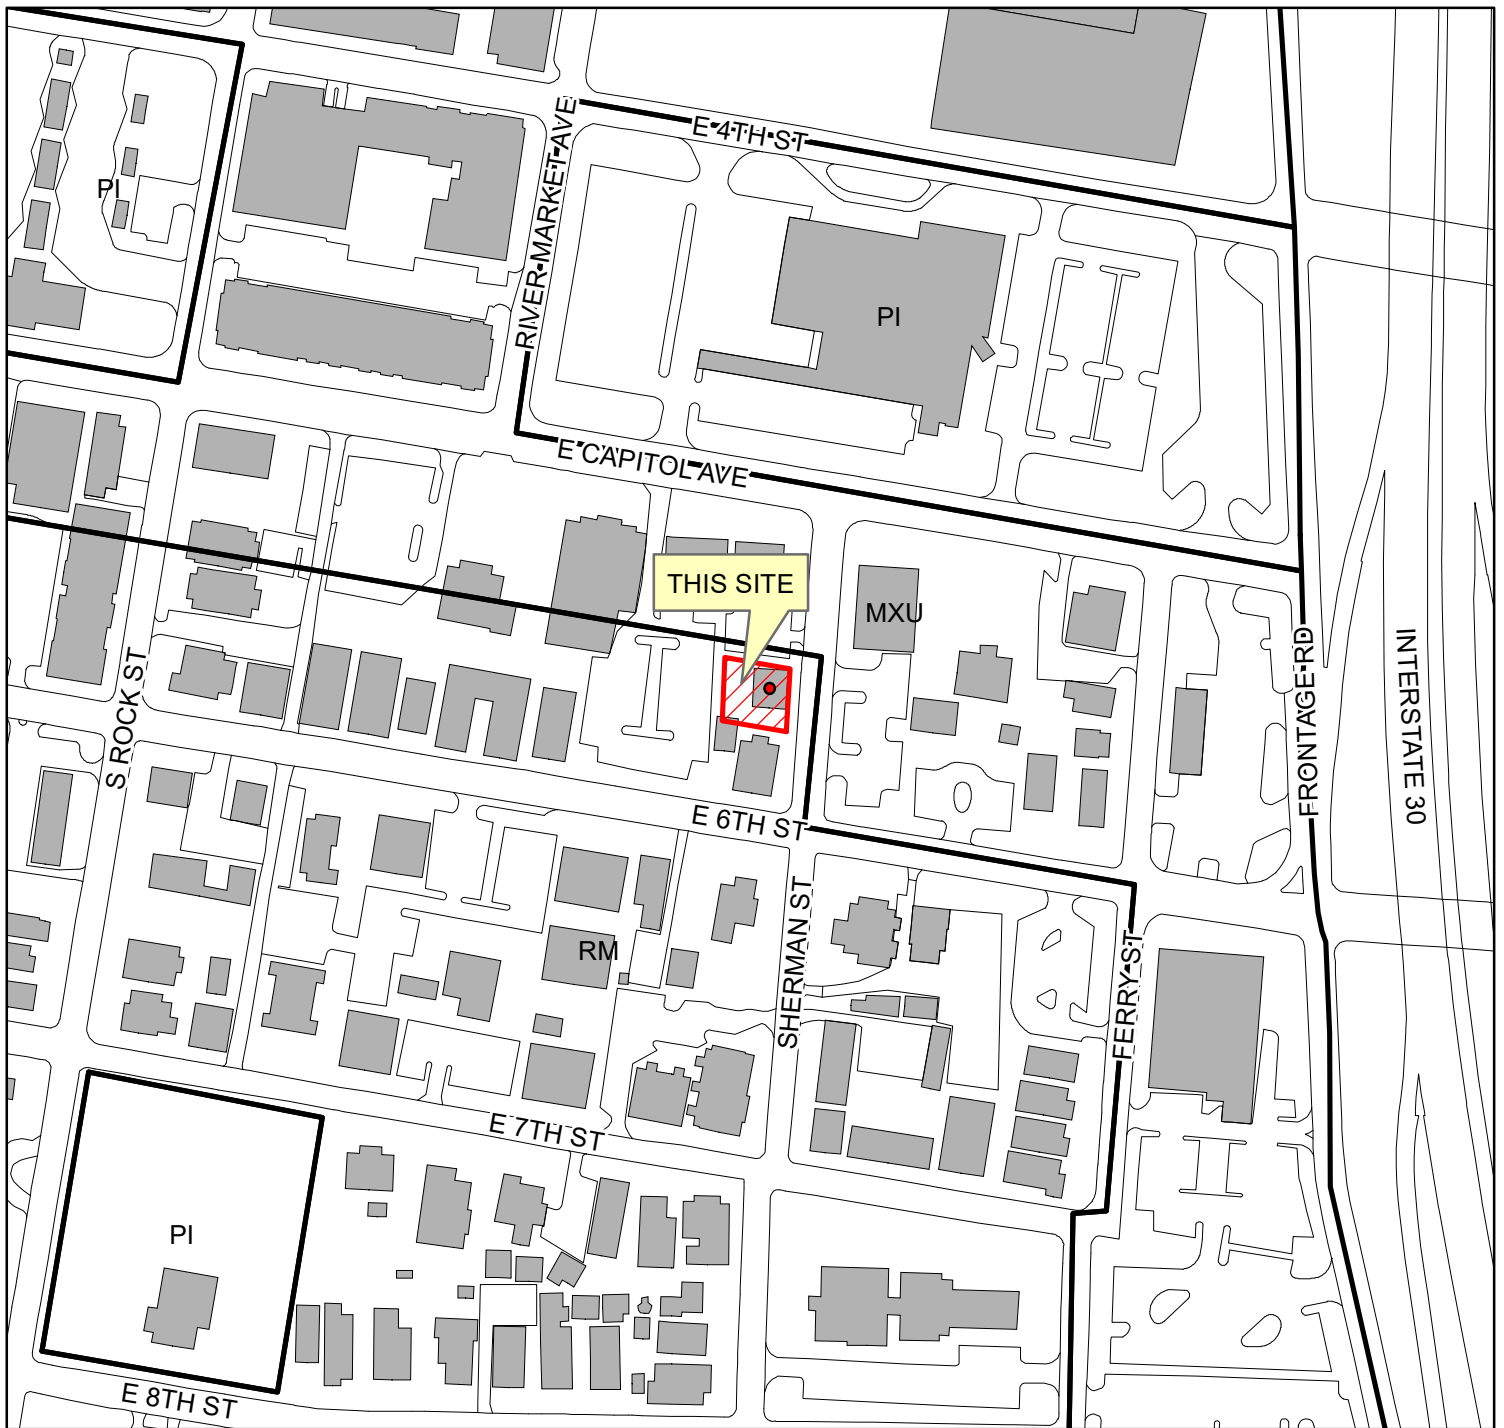 E 4TH ST
PI
RIVER MARKET AVE
PI
E CAPITOL AVE
THIS SITE
MXU
S ROCK ST
FRONTAGE RD
INTERSTATE 30
E 6TH ST
SHERMAN ST
RM
FERRY ST
E 7TH ST
PI
E 8TH ST